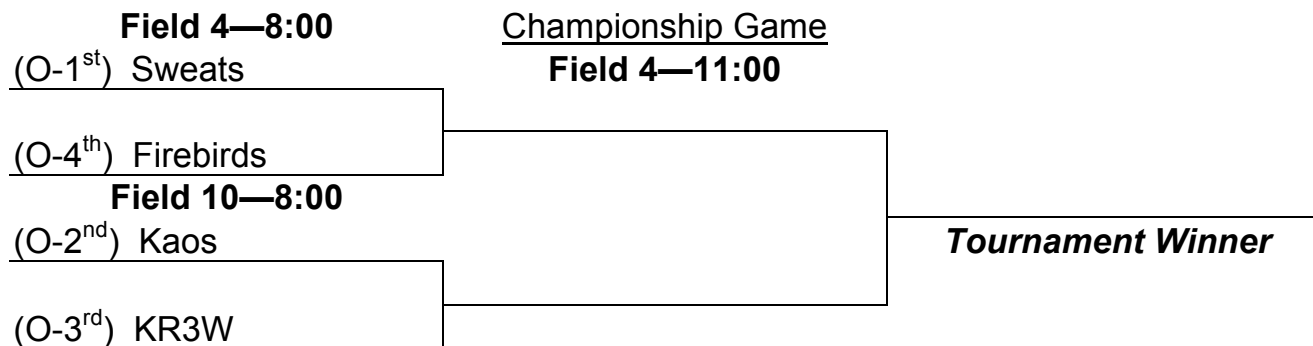 Field 4—8:00
Championship Game
(O-1st) Sweats
Field 4—11:00
(O-4th) Firebirds
Field 10—8:00
(O-2nd) Kaos
Tournament Winner
(O-3rd) KR3W